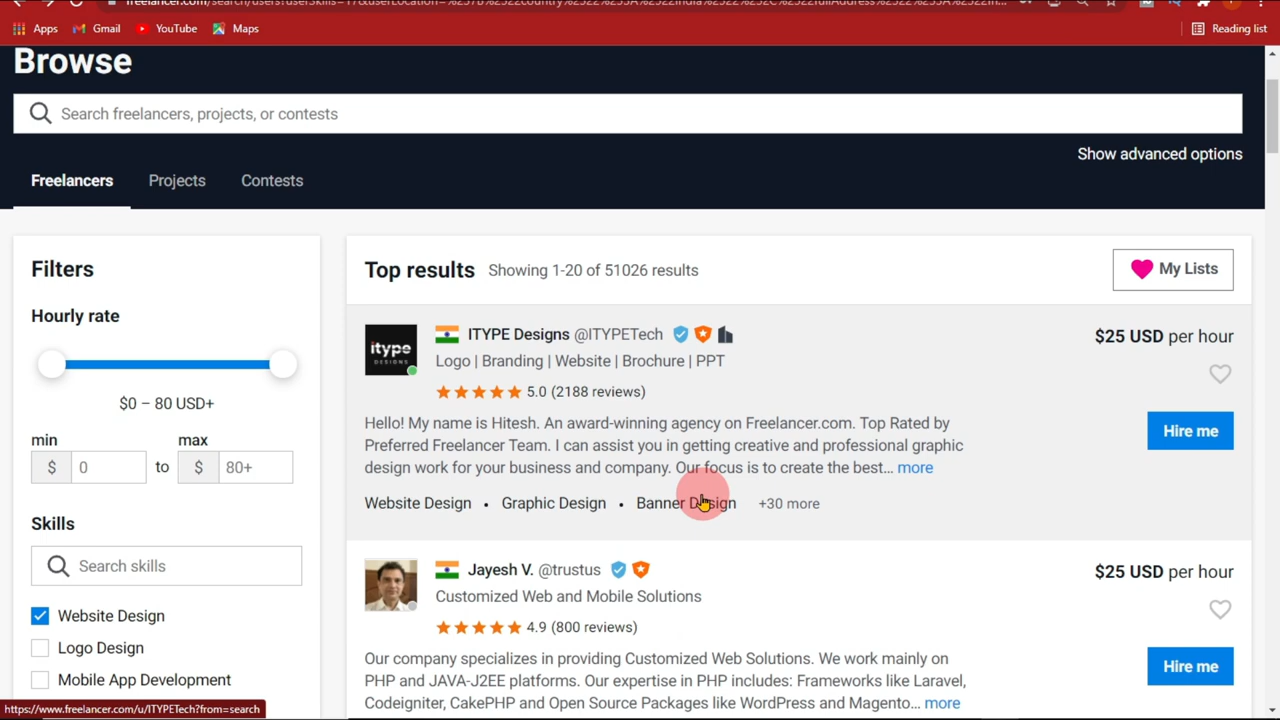 Apps Gmail YouTube Maps Reading list
Browse
Search freelancers, projects, or contests
Show advanced options
Freelancers Projects Contests
Filters
Hourly rate
$0 – 80 USD+
min max
$ 0 to $ 80+
Skills
Search skills
Website Design
Logo Design
Mobile App Development
Top results Showing 1-20 of 51026 results
My Lists
itype
DESIGNS
ITYPE Designs @ITYPETech
$25 USD per hour
Logo | Branding | Website | Brochure | PPT
5.0 (2188 reviews)
Hello! My name is Hitesh. An award-winning agency on Freelancer.com. Top Rated by
Preferred Freelancer Team. I can assist you in getting creative and professional graphic
design work for your business and company. Our focus is to create the best... more
Hire me
Website Design • Graphic Design • Banner Design +30 more
Jayesh V. @trustus
$25 USD per hour
Customized Web and Mobile Solutions
4.9 (800 reviews)
Our company specializes in providing Customized Web Solutions. We work mainly on
PHP and JAVA-J2EE platforms. Our expertise in PHP includes: Frameworks like Laravel,
Codeigniter, CakePHP and Open Source Packages like WordPress and Magento... more
Hire me
https://www.freelancer.com/u/ITYPETech?from=search